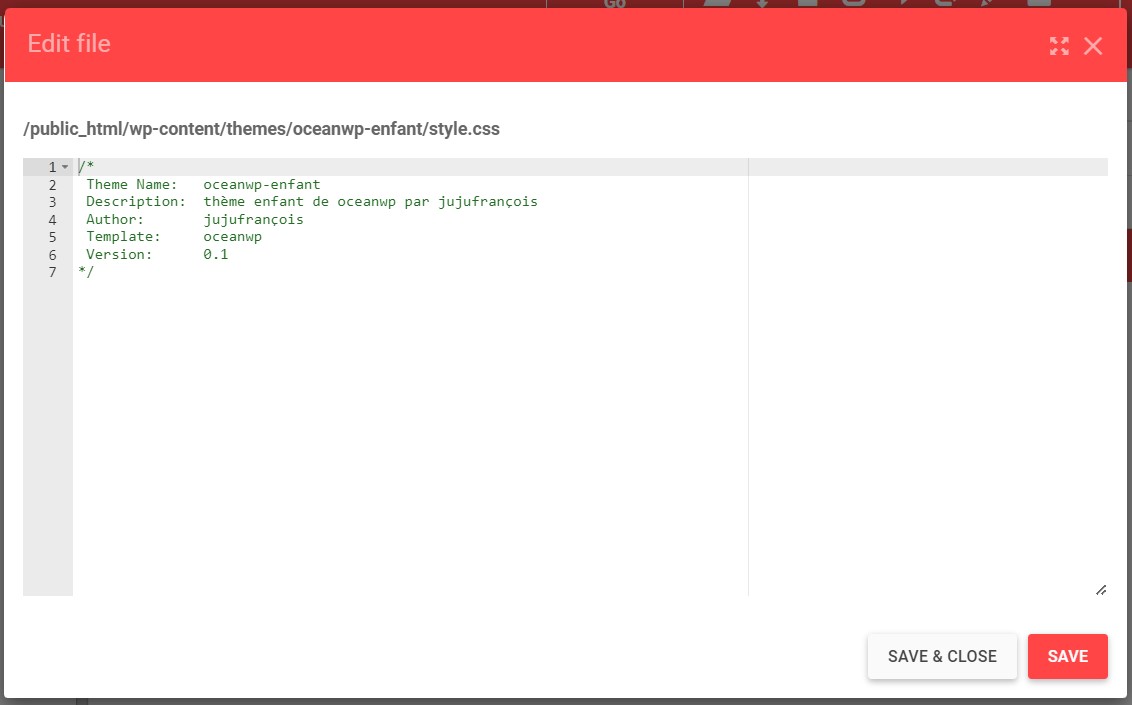 Go
Edit file
/public_html/wp-content/themes/oceanwp-enfant/style.css
1 /*
2 Theme Name: oceanwp-enfant
3 Description: thème enfant de oceanwp par jujufrançois
4 Author: jujufrançois
5 Template: oceanwp
6 Version: 0.1
7 */
SAVE & CLOSE
SAVE